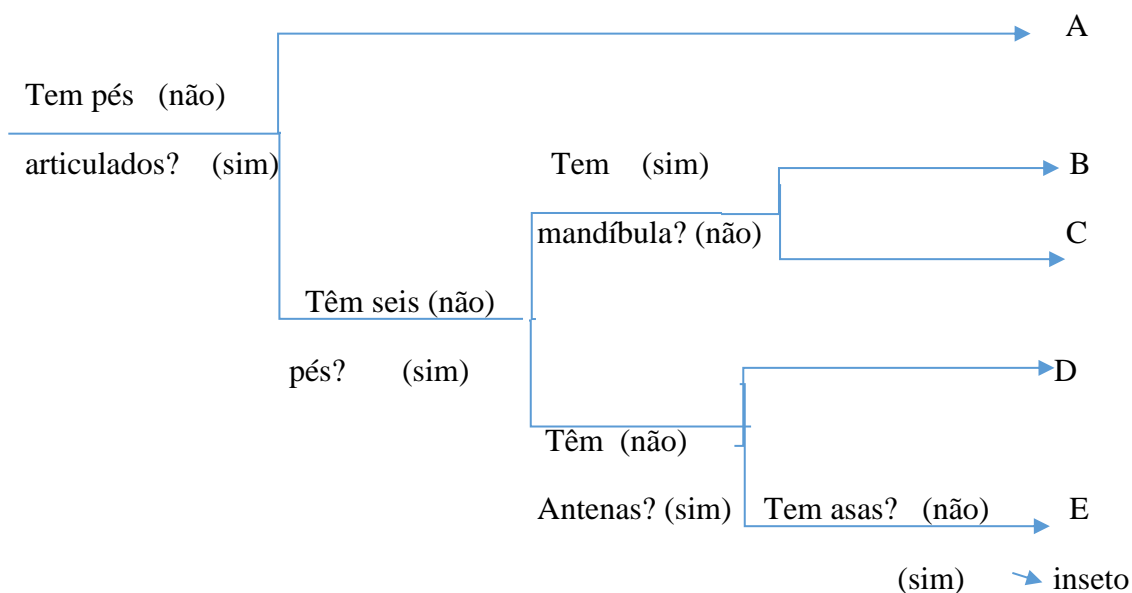 A
Tem pés (não)
articulados? (sim)
Tem (sim)
B
mandíbula? (não)
C
Têm seis (não)
pés? (sim)
D
Têm (não)
Antenas? (sim)
Tem asas? (não)
E
(sim)
inseto